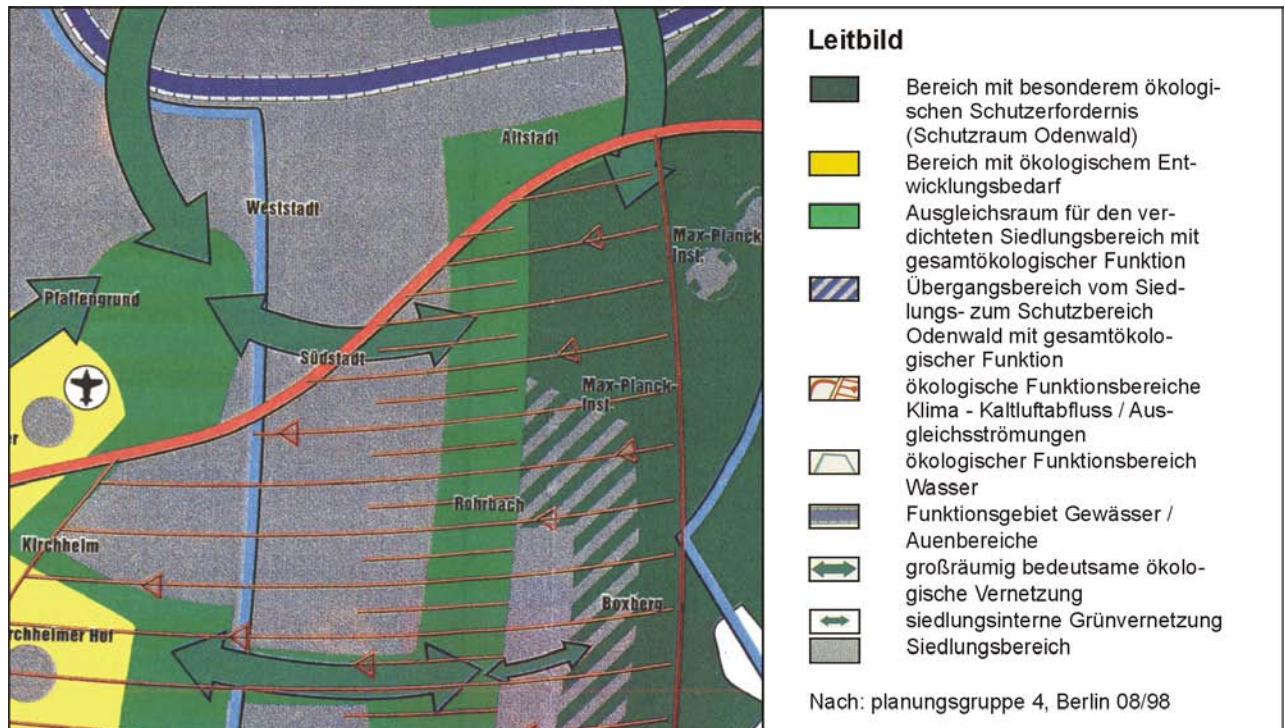 Altstadt
Weststadt
Max-Planck
Inst.
Pfaffengrund
Südstadt
Max-Planck-
Inst.
er
Rohrbach
Kirchheim
Boxberg
rchheimer Hof
Leitbild
Bereich mit besonderem ökologi-
schen Schutzerfordernis
(Schutzraum Odenwald)
Bereich mit ökologischem Ent-
wicklungsbedarf
Ausgleichsraum für den ver-
dichteten Siedlungsbereich mit
gesamtökologischer Funktion
Übergangsbereich vom Sied-
lungs- zum Schutzbereich
Odenwald mit gesamtökolo-
gischer Funktion
ökologische Funktionsbereiche
Klima - Kaltluftabfluss / Aus-
gleichsströmungen
ökologischer Funktionsbereich
Wasser
Funktionsgebiet Gewässer /
Auenbereiche
großräumig bedeutsame ökolo-
gische Vernetzung
siedlungsinterne Grünvernetzung
Siedlungsbereich
Nach: planungsgruppe 4, Berlin 08/98